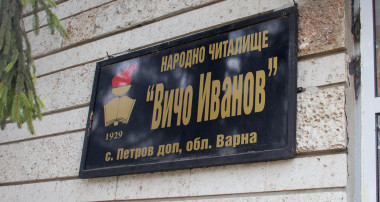 НАРОДНО ЧИТАЛИЩЕ
"Вичо Иванов"
1929
с. Петров дол, обл. Варна